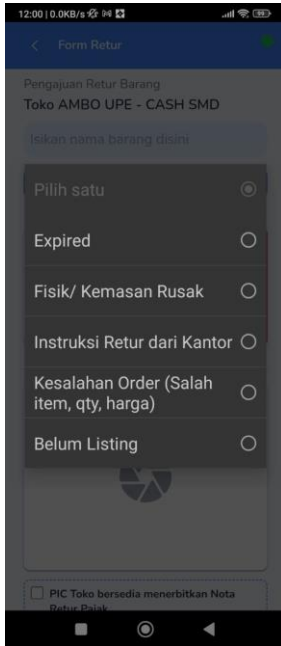 12:00 | 0.0KB/s
Form Retur
Pengajuan Retur Barang
Toko AMBO UPE - CASH SMD
Isikan nama barang disini
Pilih satu
Expired
Fisik/ Kemasan Rusak
Instruksi Retur dari Kantor
Kesalahan Order (Salah
item, qty, harga)
Belum Listing
PIC Toko bersedia menerbitkan Nota
Retur Pajak